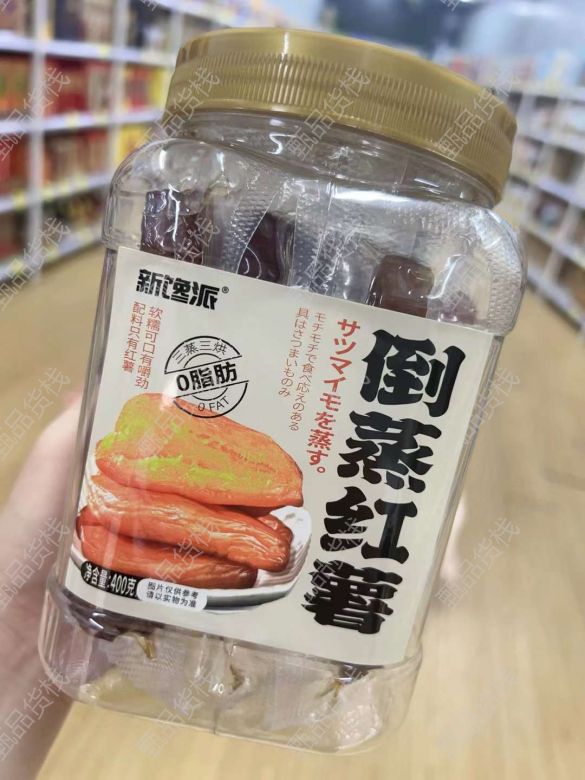 新馋派®
软糯可口有嚼劲
配料只有红薯
三蒸三烘
0脂肪
0 FAT
サツマイモを蒸す。
モチモチで食べ応えのある
具はさつまいものみ
倒蒸红薯
净含量:400克
图片仅供参考
请以实物为准
甄品货栈